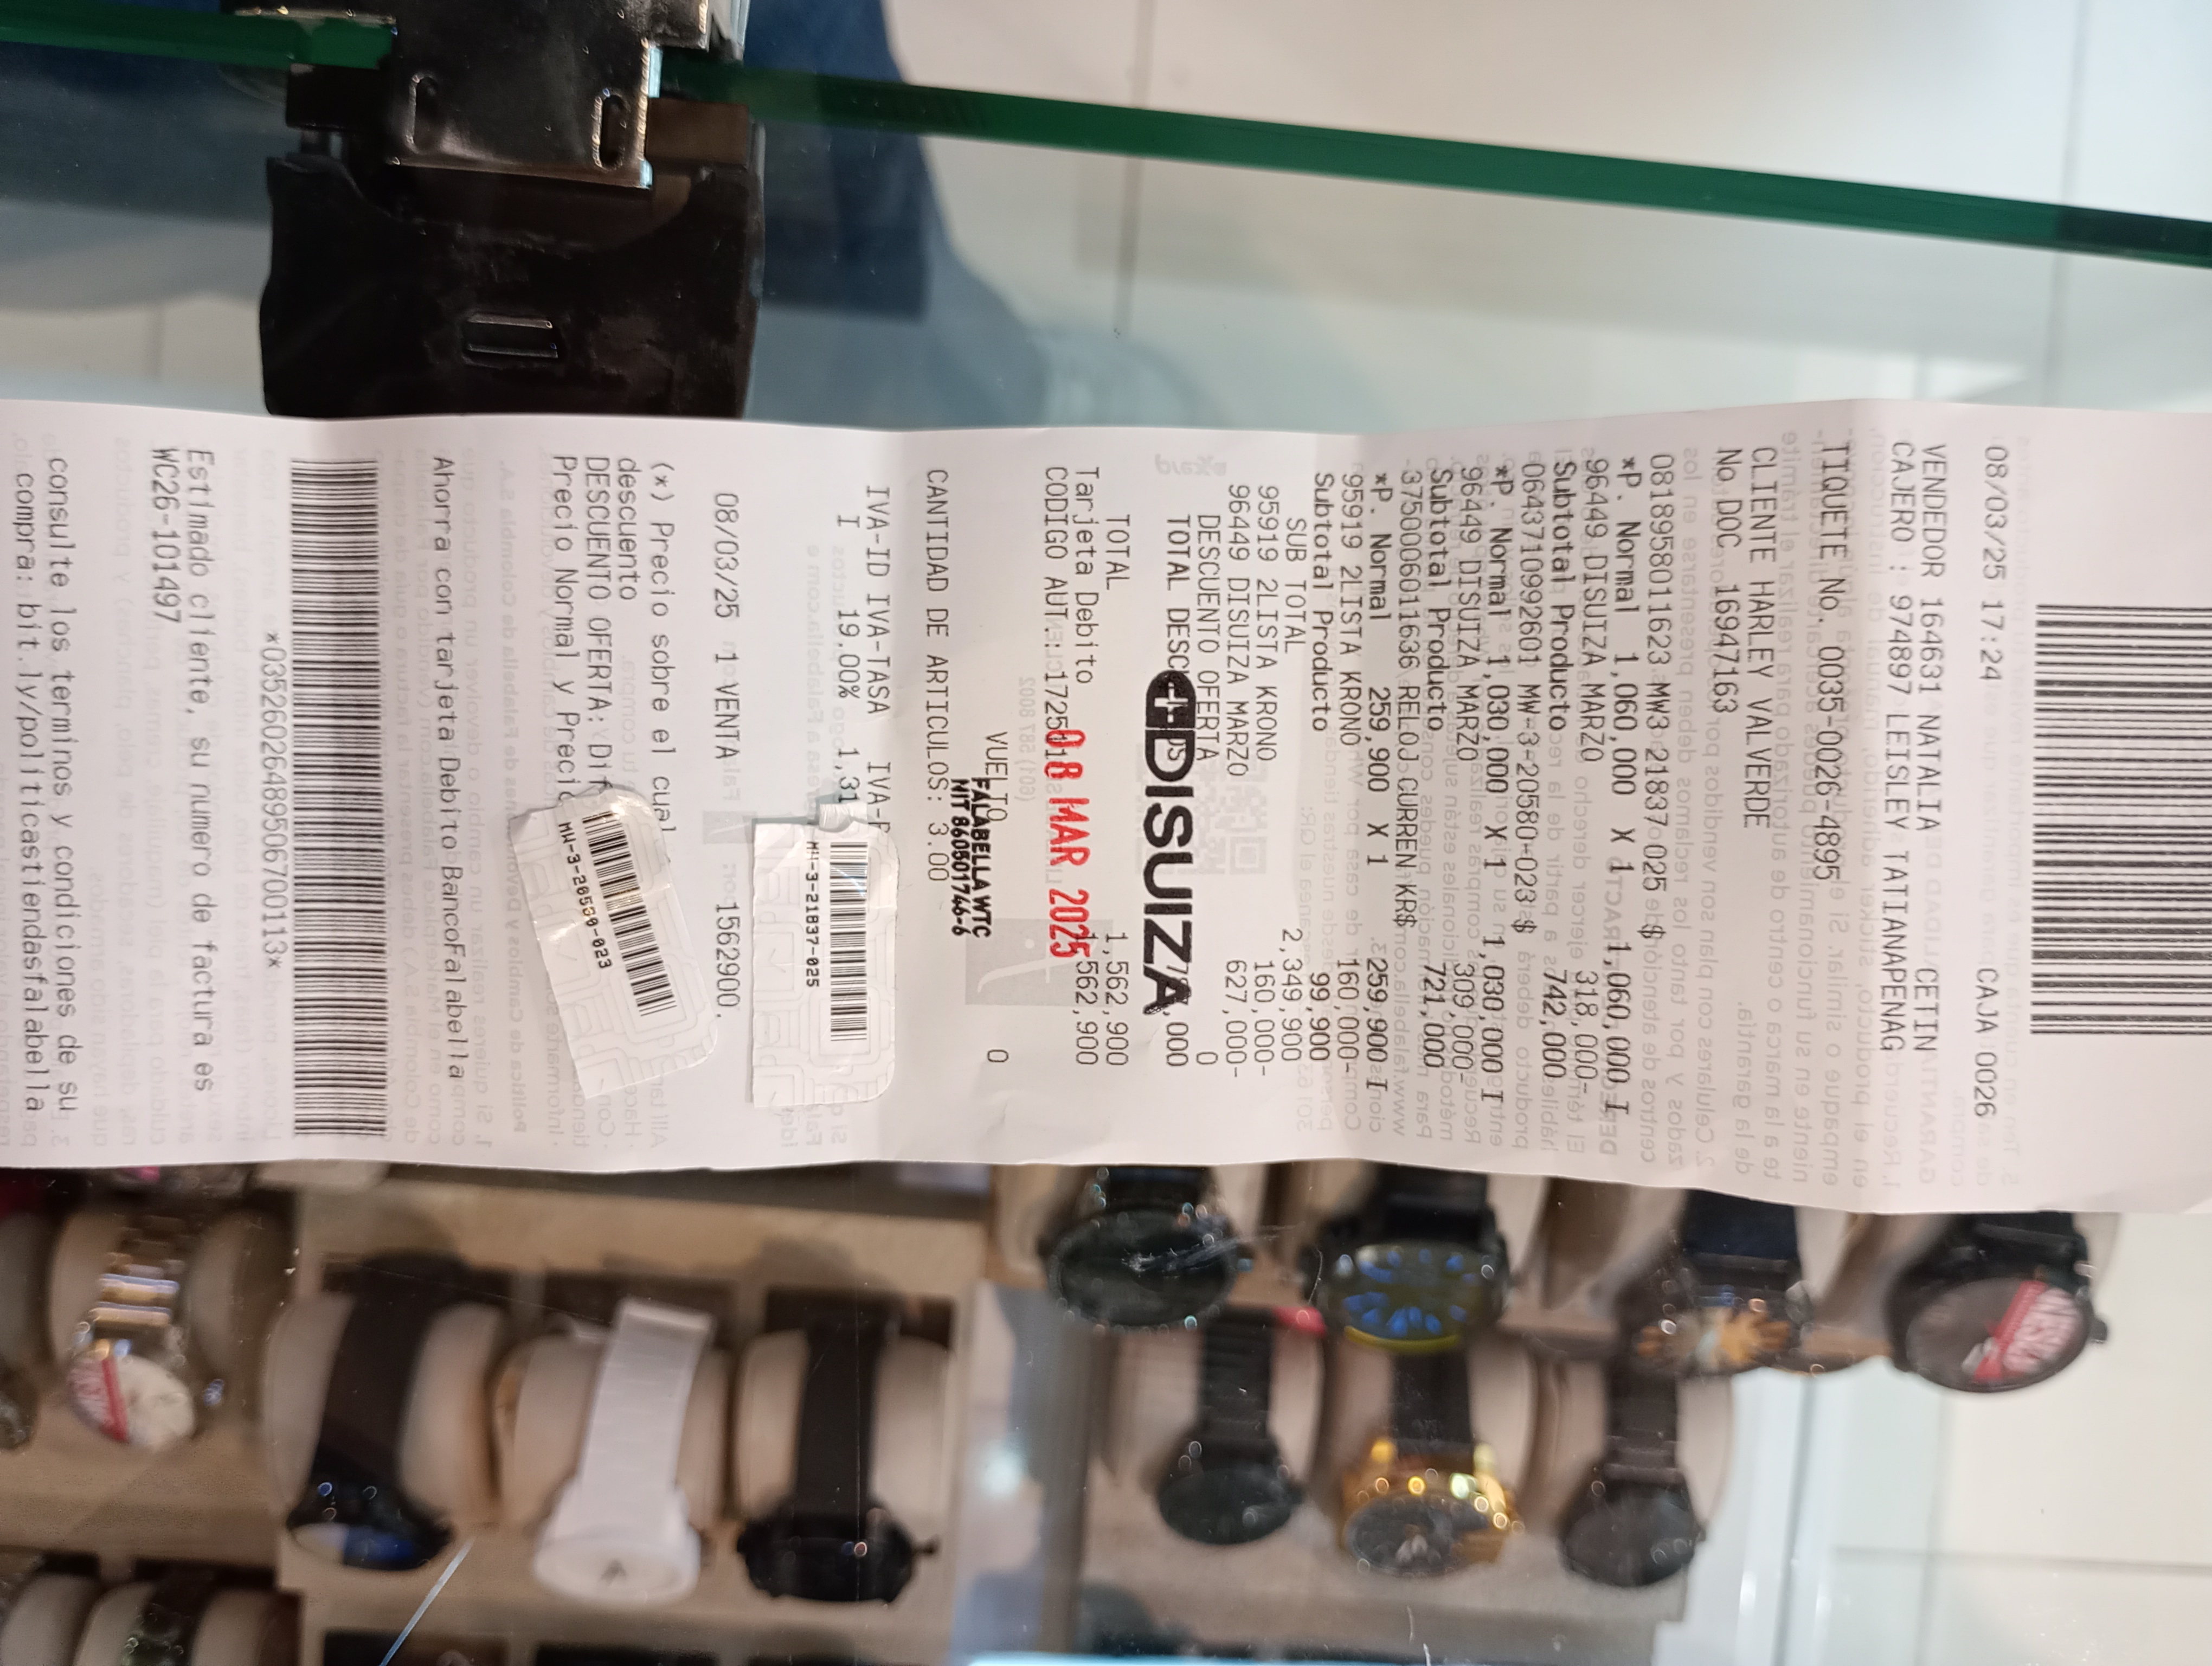 08/03/25 17:24 CAJA 0026
VENDEDOR 164631 NATALIA CETIN
CAJERO : 974897 LEISLEY TATIANAPENAG
TIQUETE No. 0035-0026-4895
CLIENTE HARLEY VALVERDE
No. DOC. 16947163
0818958011623 MW3 21837 025 $
*P. Normal 1,060,000 X 1 1,060,000 I
96449 DISUIZA MARZO 318,000-
Subtotal Producto 742,000
0643710992601 MW-3-20580-023 $
*P. Normal 1,030,000 X 1 1,030,000 I
96449 DISUIZA MARZO 309,000-
Subtotal Producto 721,000
3750006011636 RELOJ CURREN KR$
*P. Normal 259,900 X 1 259,900 I
95919 2LISTA KRONO 160,000-
Subtotal Producto 99,900
SUB TOTAL 2,349,900
95919 2LISTA KRONO 160,000-
96449 DISUIZA MARZO 627,000-
DESCUENTO OFERTA 0
TOTAL DESC ,000
DISUIZA
TOTAL 1,562,900
Tarjeta Debito 1,562,900
CODIGO AUT.:
08 MAR 2025
VUELTO 0
FALABELLA WTC
NIT 860501746-6
CANTIDAD DE ARTICULOS: 3.00
IVA-ID IVA-TASA IVA-
I 19.00% 1,31
MW-3-21837-025
08/03/25 1 VENTA 1562900.
(*) Precio sobre el cual
descuento
DESCUENTO OFERTA: Dif
Precio Normal y Preci
MW-3-20580-023
Ahorra con tarjeta Debito BancoFalabella
*0352602648950670011З*
Estimado cliente, su numero de factura es
WC26-101497
consulte los terminos y condiciones de su
compra: bit.ly/politicastiendasfalabella